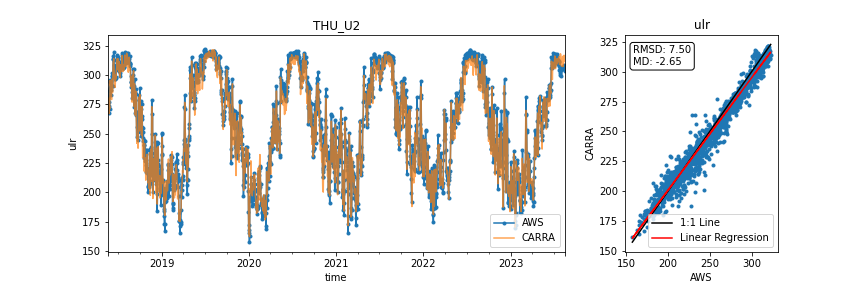 THU_U2
ulr
325
300
275
250
225
200
175
150
2019
2020
2021
2022
2023
time
AWS
CARRA
ulr
RMSD: 7.50
MD: -2.65
CARRA
325
300
275
250
225
200
175
150
150
200
250
300
AWS
1:1 Line
Linear Regression